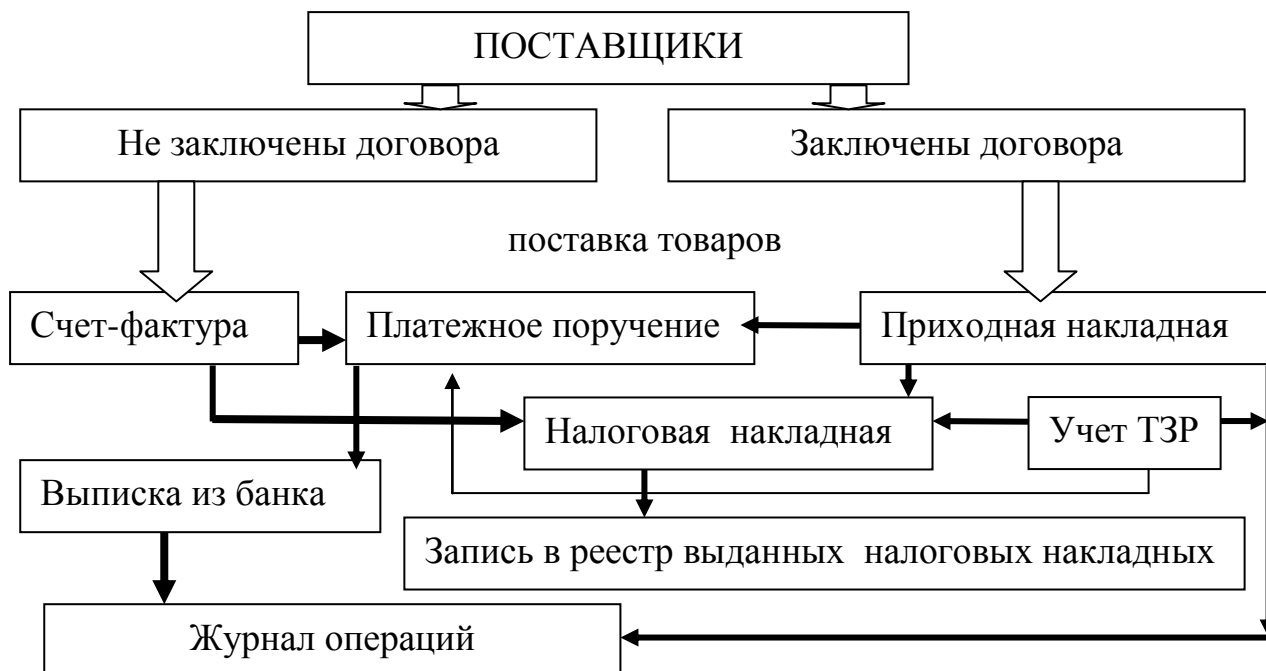 ПОСТАВЩИКИ
Не заключены договора
Заключены договора
поставка товаров
Счет-фактура
Платежное поручение
Приходная накладная
Налоговая накладная
Учет ТЗР
Выписка из банка
Запись в реестр выданных налоговых накладных
Журнал операций